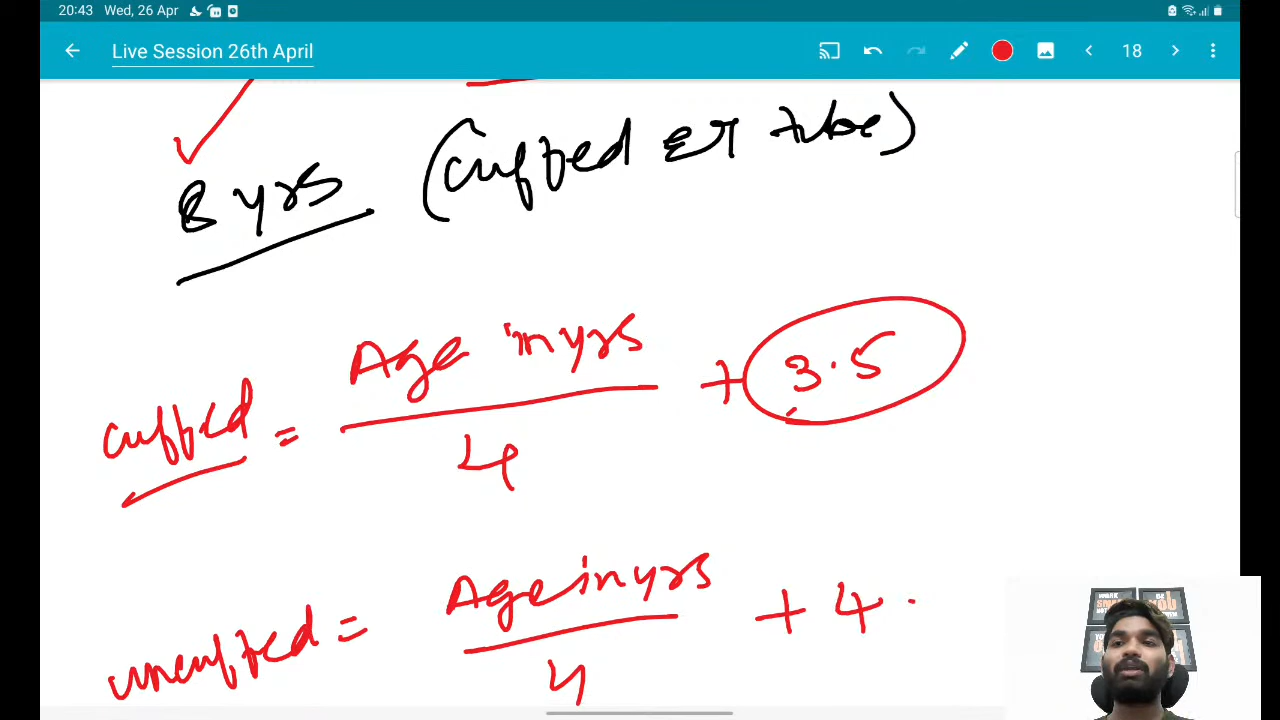 20:43 Wed, 26 Apr
Live Session 26th April
18
8 yrs (cuffed ET tube)
cuffed = Age in yrs / 4 + 3.5
uncuffed = Age in yrs / 4 + 4.